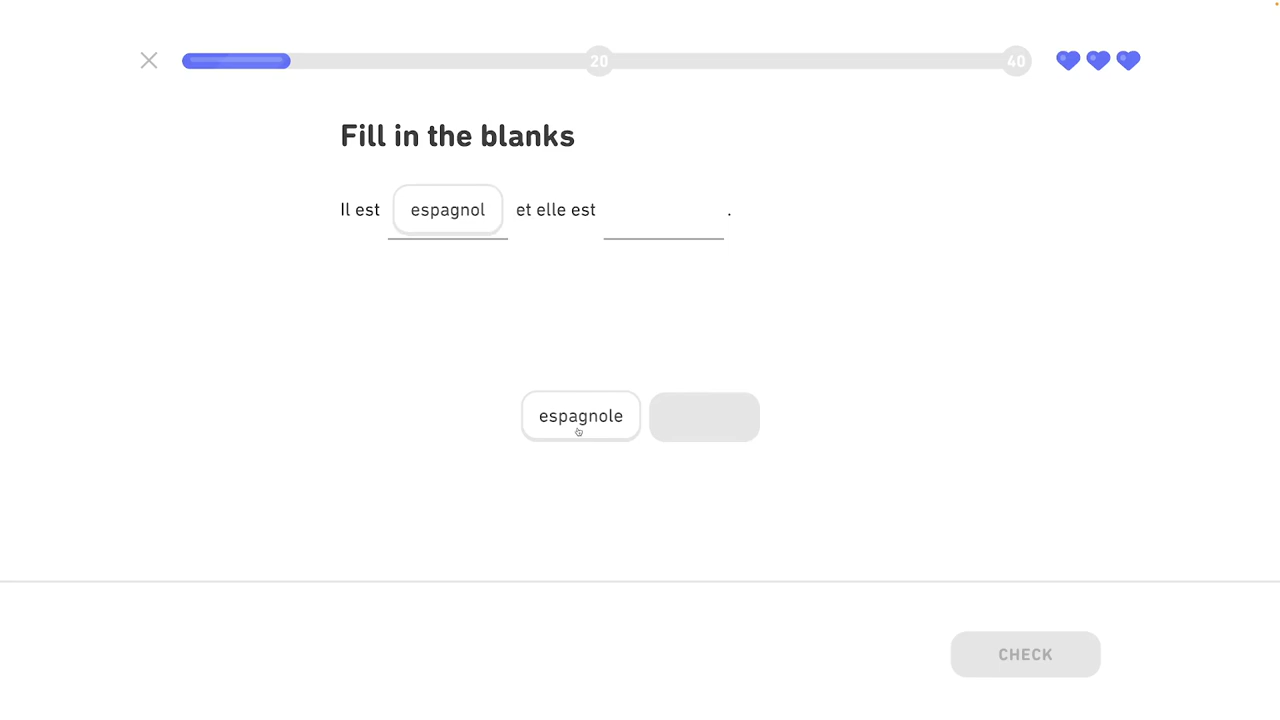 20 40
Fill in the blanks
Il est espagnol et elle est .
espagnole
CHECK